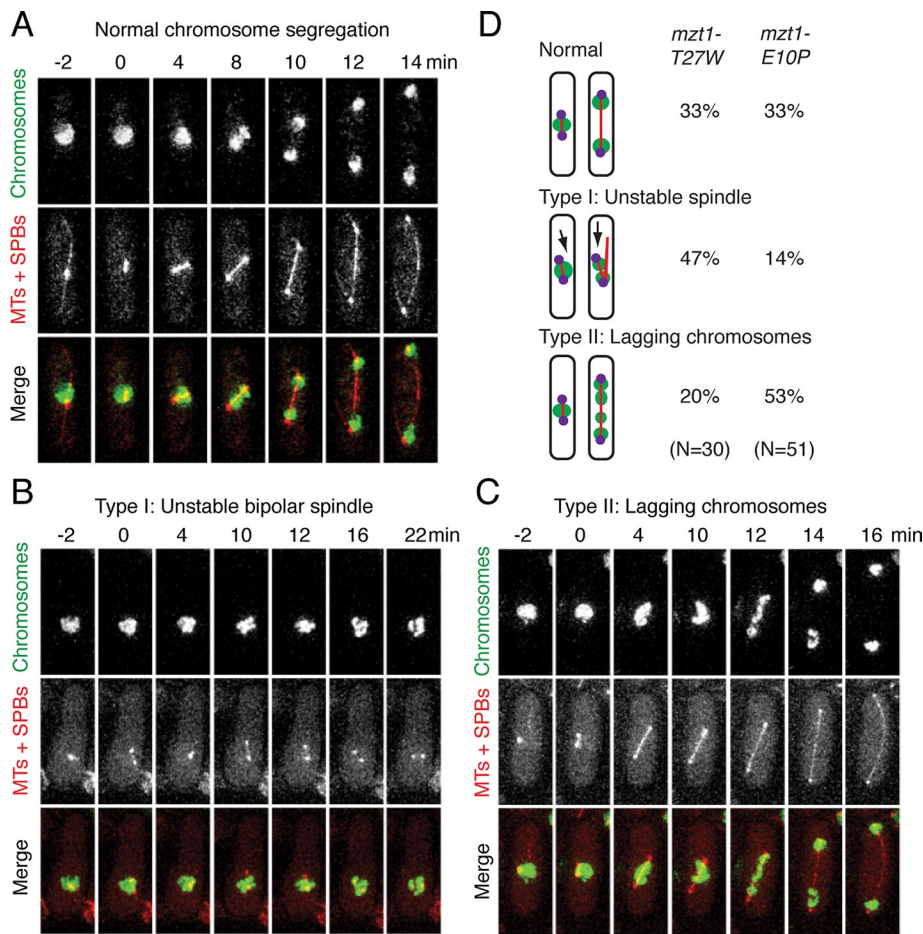 A
Normal chromosome segregation
-2 0 4 8 10 12 14 min
Chromosomes
MTs + SPBs
Merge
D
mzt1-T27W
mzt1-E10P
Normal
33% 33%
Type I: Unstable spindle
47% 14%
Type II: Lagging chromosomes
20% 53%
(N=30) (N=51)
B
Type I: Unstable bipolar spindle
-2 0 4 10 12 16 22min
Chromosomes
MTs + SPBs
Merge
C
Type II: Lagging chromosomes
-2 0 4 10 12 14 16 min
Chromosomes
MTs + SPBs
Merge